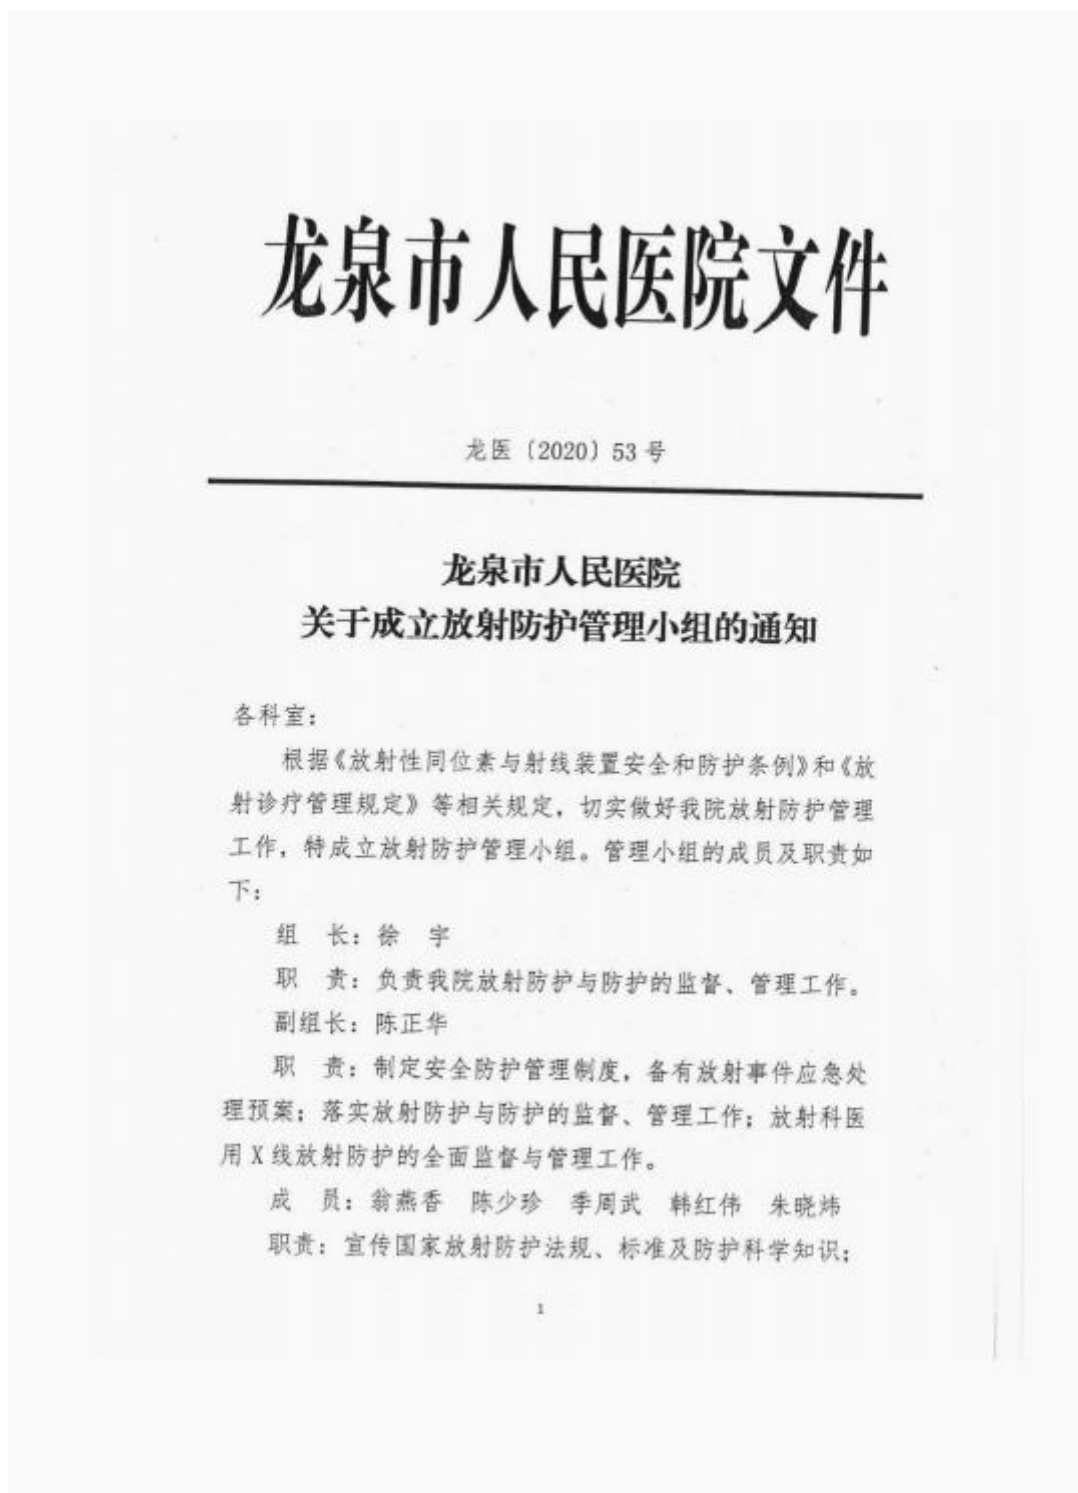 龙泉市人民医院文件
龙医〔2020〕53号
龙泉市人民医院
关于成立放射防护管理小组的通知
各科室：
根据《放射性同位素与射线装置安全和防护条例》和《放
射诊疗管理规定》等相关规定，切实做好我院放射防护管理
工作，特成立放射防护管理小组。管理小组的成员及职责如
下：
组　长：徐　宇
职　责：负责我院放射防护与防护的监督、管理工作。
副组长：陈正华
职　责：制定安全防护管理制度，备有放射事件应急处
理预案；落实放射防护与防护的监督、管理工作；放射科医
用X线放射防护的全面监督与管理工作。
成　员：翁燕香　陈少珍　季周武　韩红伟　朱晓炜
职责：宣传国家放射防护法规、标准及防护科学知识；
1